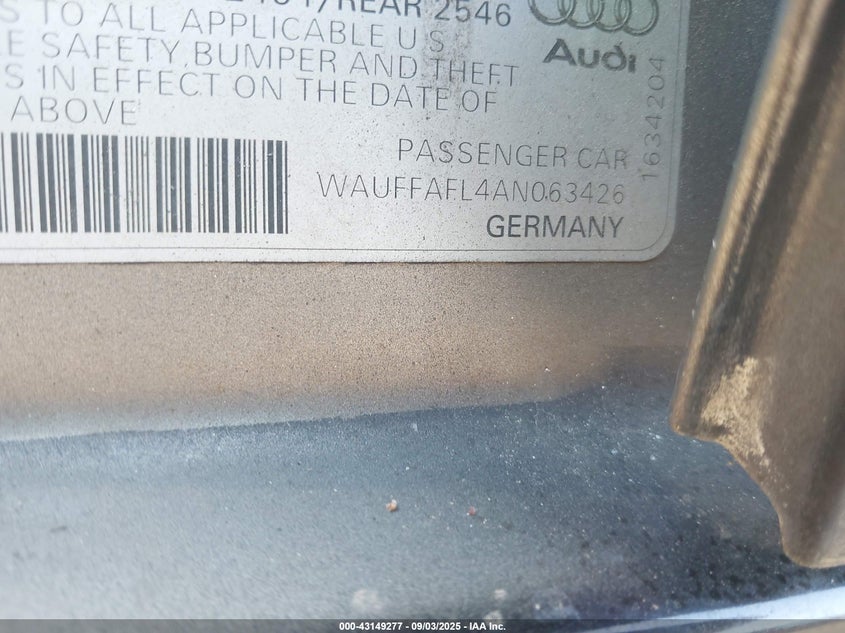 /REAR 2546
S TO ALL APPLICABLE U S
E SAFETY, BUMPER AND THEFT
S IN EFFECT ON THE DATE OF
ABOVE
Audi
1634204
PASSENGER CAR
WAUFFAFL4AN063426
GERMANY
000-43149277 - 09/03/2025 - IAA Inc.